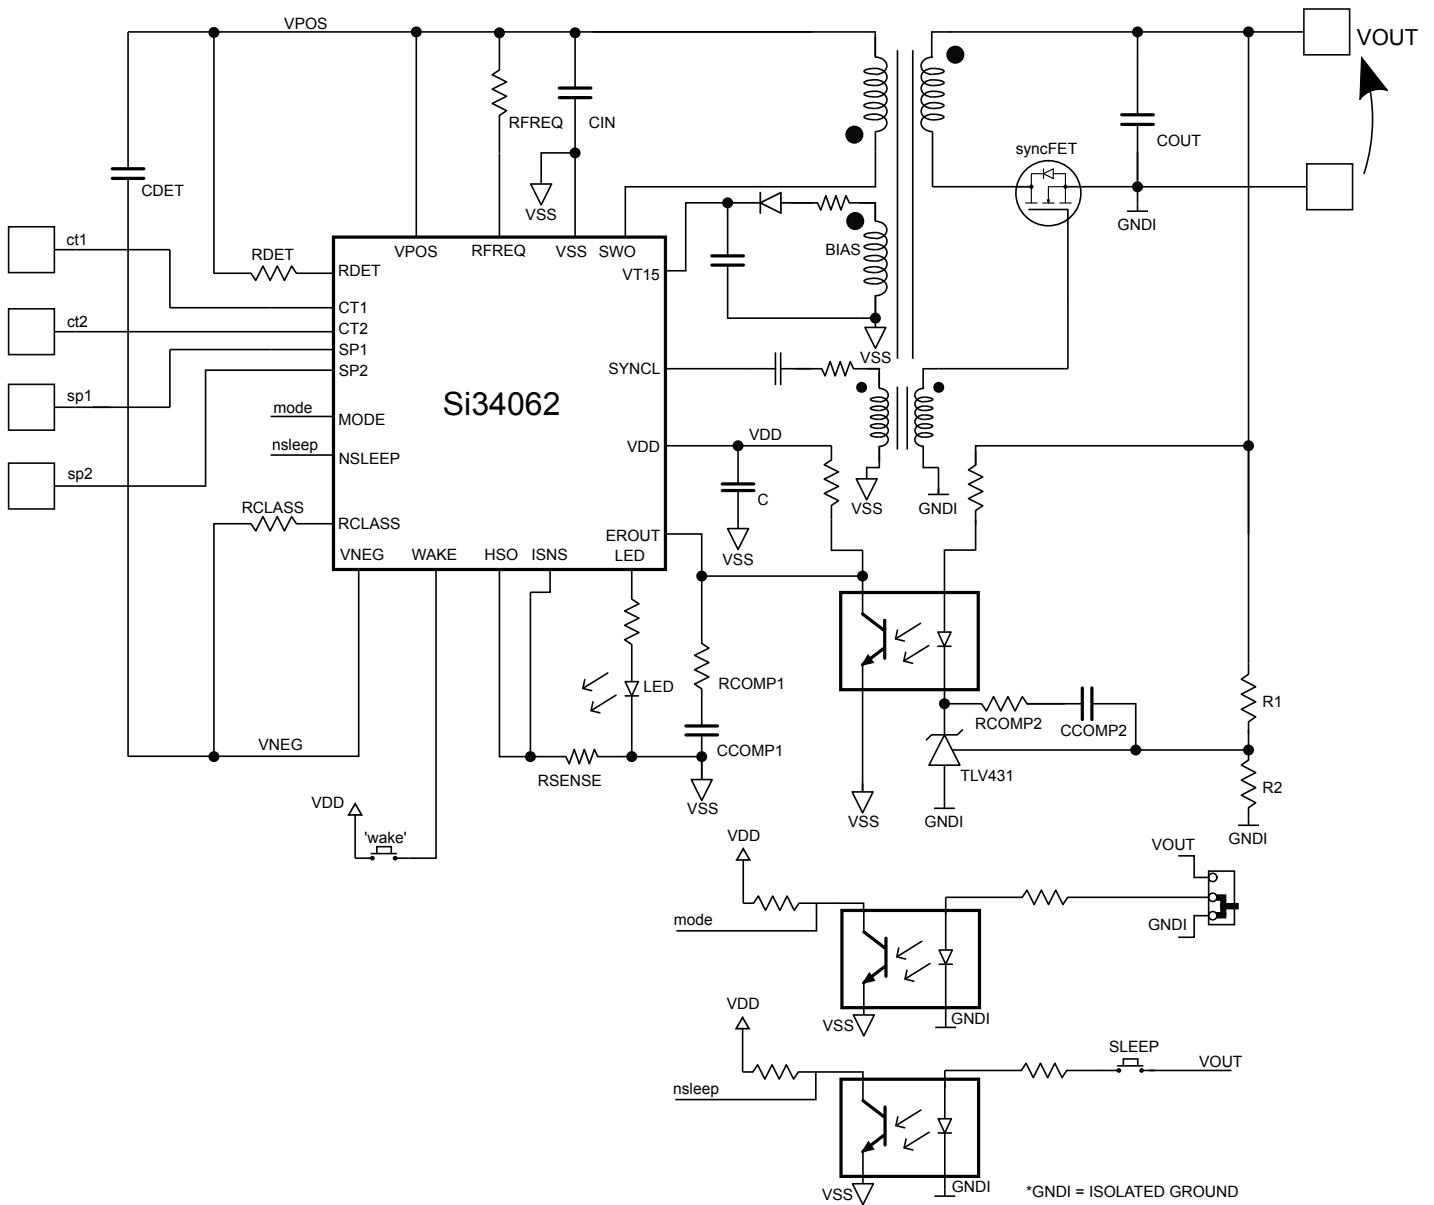 VPOS
VOUT
RFREQ
CIN
COUT
syncFET
CDET
VSS
GNDI
ct1
RDET
VPOS
RFREQ
VSS
SWO
BIAS
RDET
VT15
CT1
ct2
CT2
SP1
VSS
SP2
SYNCL
sp1
Si34062
mode
MODE
VDD
VDD
nsleep
NSLEEP
sp2
C
VSS
GNDI
RCLASS
RCLASS
EROUT
VNEG
WAKE
HSO
ISNS
LED
VSS
LED
RCOMP1
R1
RCOMP2
CCOMP2
VNEG
CCOMP1
RSENSE
TLV431
R2
VDD
VSS
VSS
GNDI
'wake'
VDD
GNDI
VOUT
mode
GNDI
VDD
VSS
GNDI
SLEEP
VOUT
nsleep
VSS
GNDI
*GNDI = ISOLATED GROUND